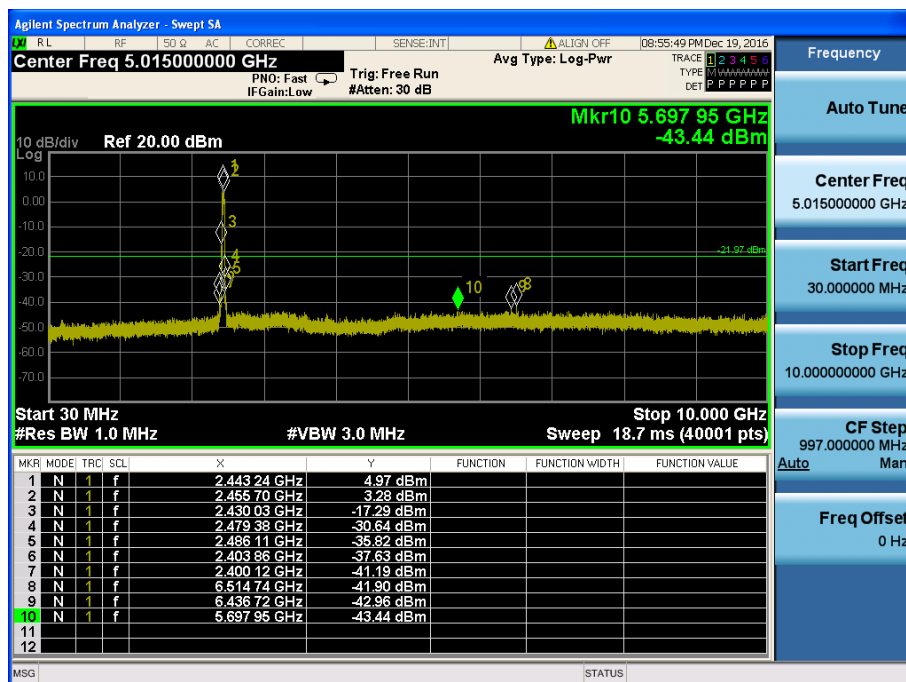 Agilent Spectrum Analyzer - Swept SA
LXI RL RF 50 Ω AC CORREC SENSE:INT ALIGN OFF 08:55:49 PM Dec 19, 2016
Center Freq 5.015000000 GHz
Avg Type: Log-Pwr
TRACE 1 2 3 4 5 6
PNO: Fast
Trig: Free Run
TYPE M WWWWW
IFGain:Low
#Atten: 30 dB
DET P P P P P P
Mkr10 5.697 95 GHz
-43.44 dBm
10 dB/div Ref 20.00 dBm
Log
10.0
0.00
-10.0
-20.0
-30.0
-40.0
-50.0
-60.0
-70.0
1
2
3
4
5
7
10
9
8
-21.97 dBm
Start 30 MHz Stop 10.000 GHz
#Res BW 1.0 MHz #VBW 3.0 MHz Sweep 18.7 ms (40001 pts)
MKR MODE TRC SCL X Y FUNCTION FUNCTION WIDTH FUNCTION VALUE
1 N 1 f 2.443 24 GHz 4.97 dBm
2 N 1 f 2.455 70 GHz 3.28 dBm
3 N 1 f 2.430 03 GHz -17.29 dBm
4 N 1 f 2.479 38 GHz -30.64 dBm
5 N 1 f 2.486 11 GHz -35.82 dBm
6 N 1 f 2.403 86 GHz -37.63 dBm
7 N 1 f 2.400 12 GHz -41.19 dBm
8 N 1 f 6.514 74 GHz -41.90 dBm
9 N 1 f 6.436 72 GHz -42.96 dBm
10 N 1 f 5.697 95 GHz -43.44 dBm
11
12
MSG STATUS
Frequency
Auto Tune
Center Freq
5.015000000 GHz
Start Freq
30.000000 MHz
Stop Freq
10.000000000 GHz
CF Step
997.000000 MHz
Auto Man
Freq Offset
0 Hz